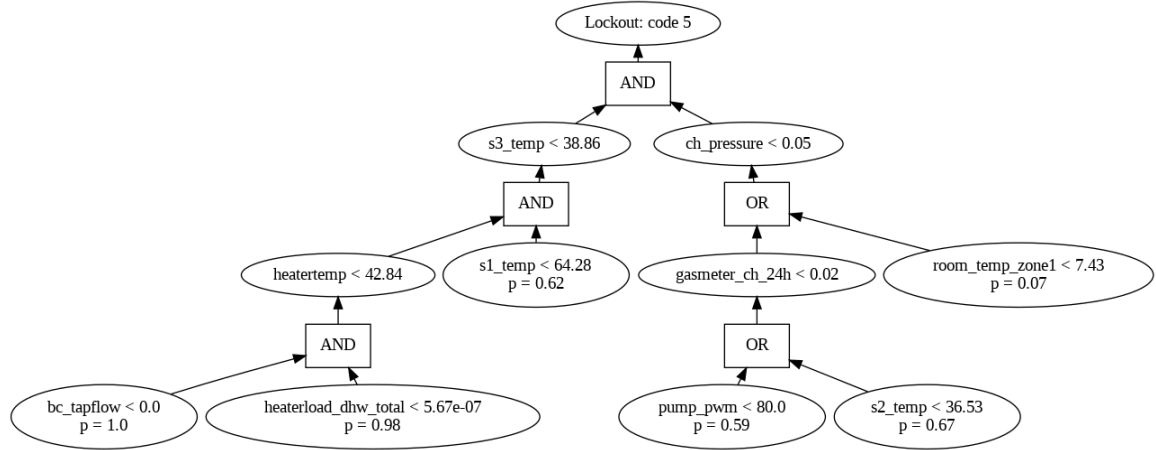 Lockout: code 5
AND
s3_temp < 38.86
ch_pressure < 0.05
AND
OR
heatertemp < 42.84
s1_temp < 64.28
p = 0.62
gasmeter_ch_24h < 0.02
room_temp_zone1 < 7.43
p = 0.07
AND
OR
bc_tapflow < 0.0
p = 1.0
heaterload_dhw_total < 5.67e-07
p = 0.98
pump_pwm < 80.0
p = 0.59
s2_temp < 36.53
p = 0.67